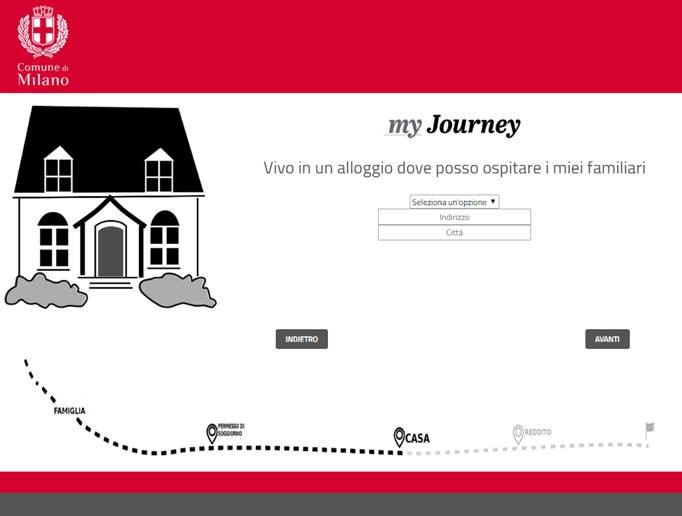 Comune di
Milano
my Journey
Vivo in un alloggio dove posso ospitare i miei familiari
Seleziona un'opzione
Indirizzo
Città
INDIETRO
AVANTI
FAMIGLIA
PERMESSO DI
SOGGIORNO
CASA
REDDITO